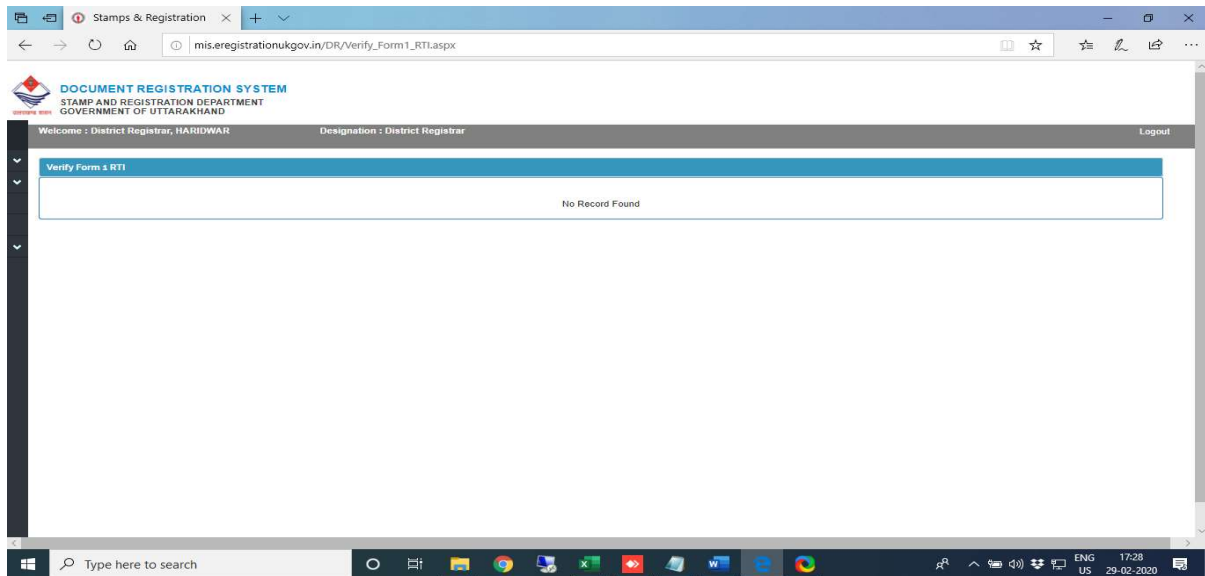 Stamps & Registration
mis.eregistrationukgov.in/DR/Verify_Form1_RTI.aspx
DOCUMENT REGISTRATION SYSTEM
STAMP AND REGISTRATION DEPARTMENT
GOVERNMENT OF UTTARAKHAND
Welcome : District Registrar, HARIDWAR Designation : District Registrar Logout
Verify Form 1 RTI
No Record Found
Type here to search
ENG 17:28
US 29-02-2020